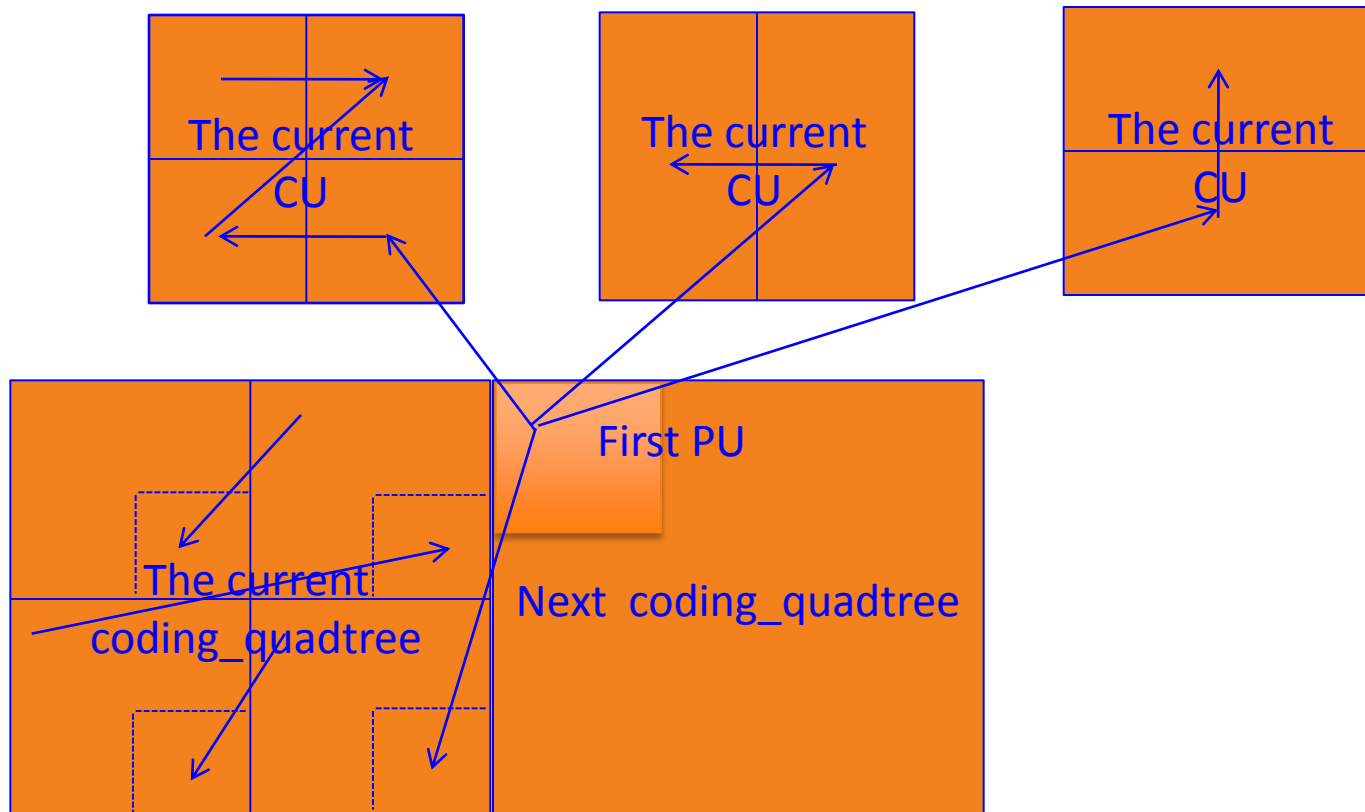 The current
CU
The current
CU
The current
CU
First PU
The current
coding_quadtree
Next coding_quadtree